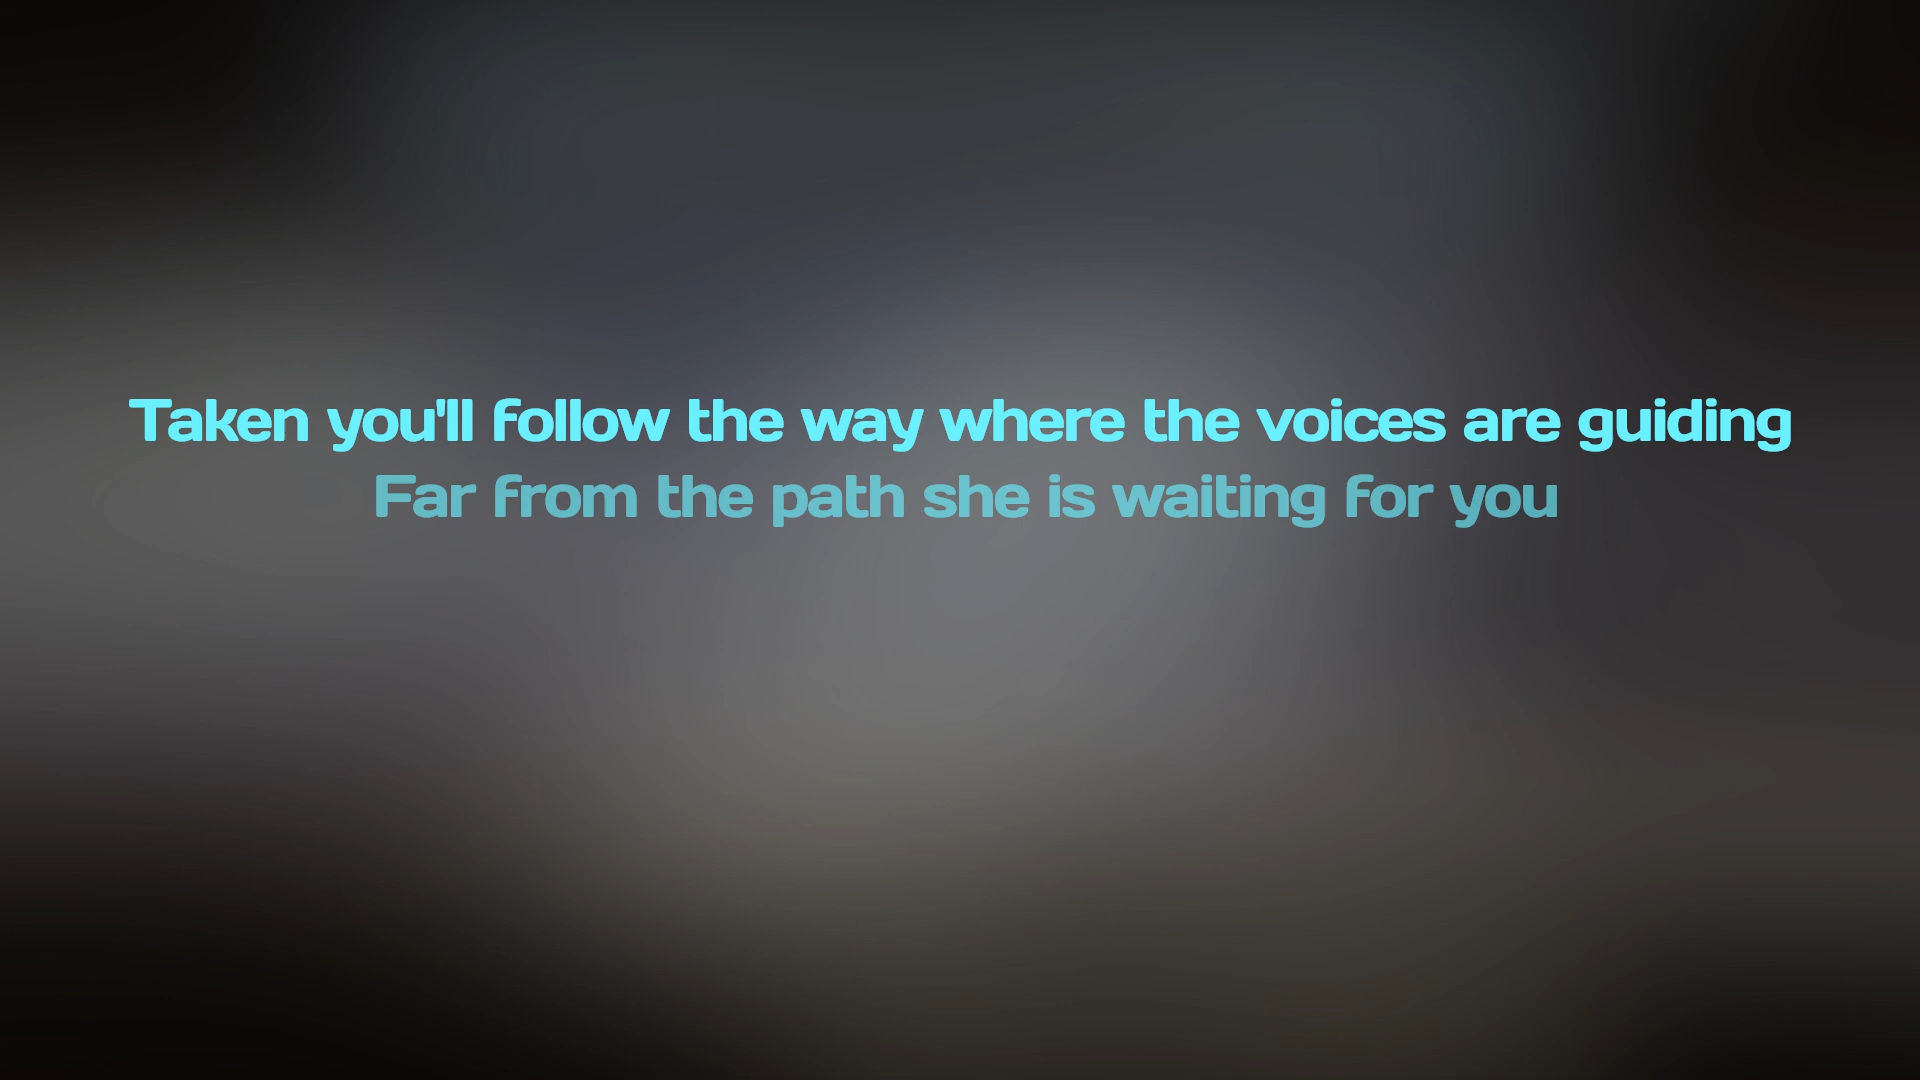 Taken you'll follow the way where the voices are guiding
Far from the path she is waiting for you